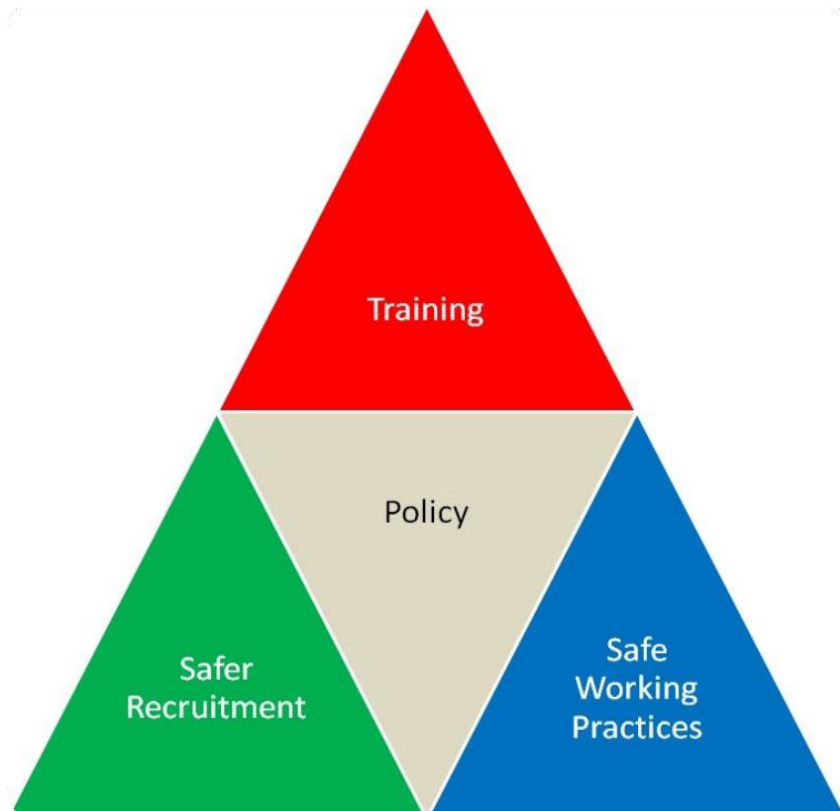 Training
Policy
Safer
Recruitment
Safe
Working
Practices